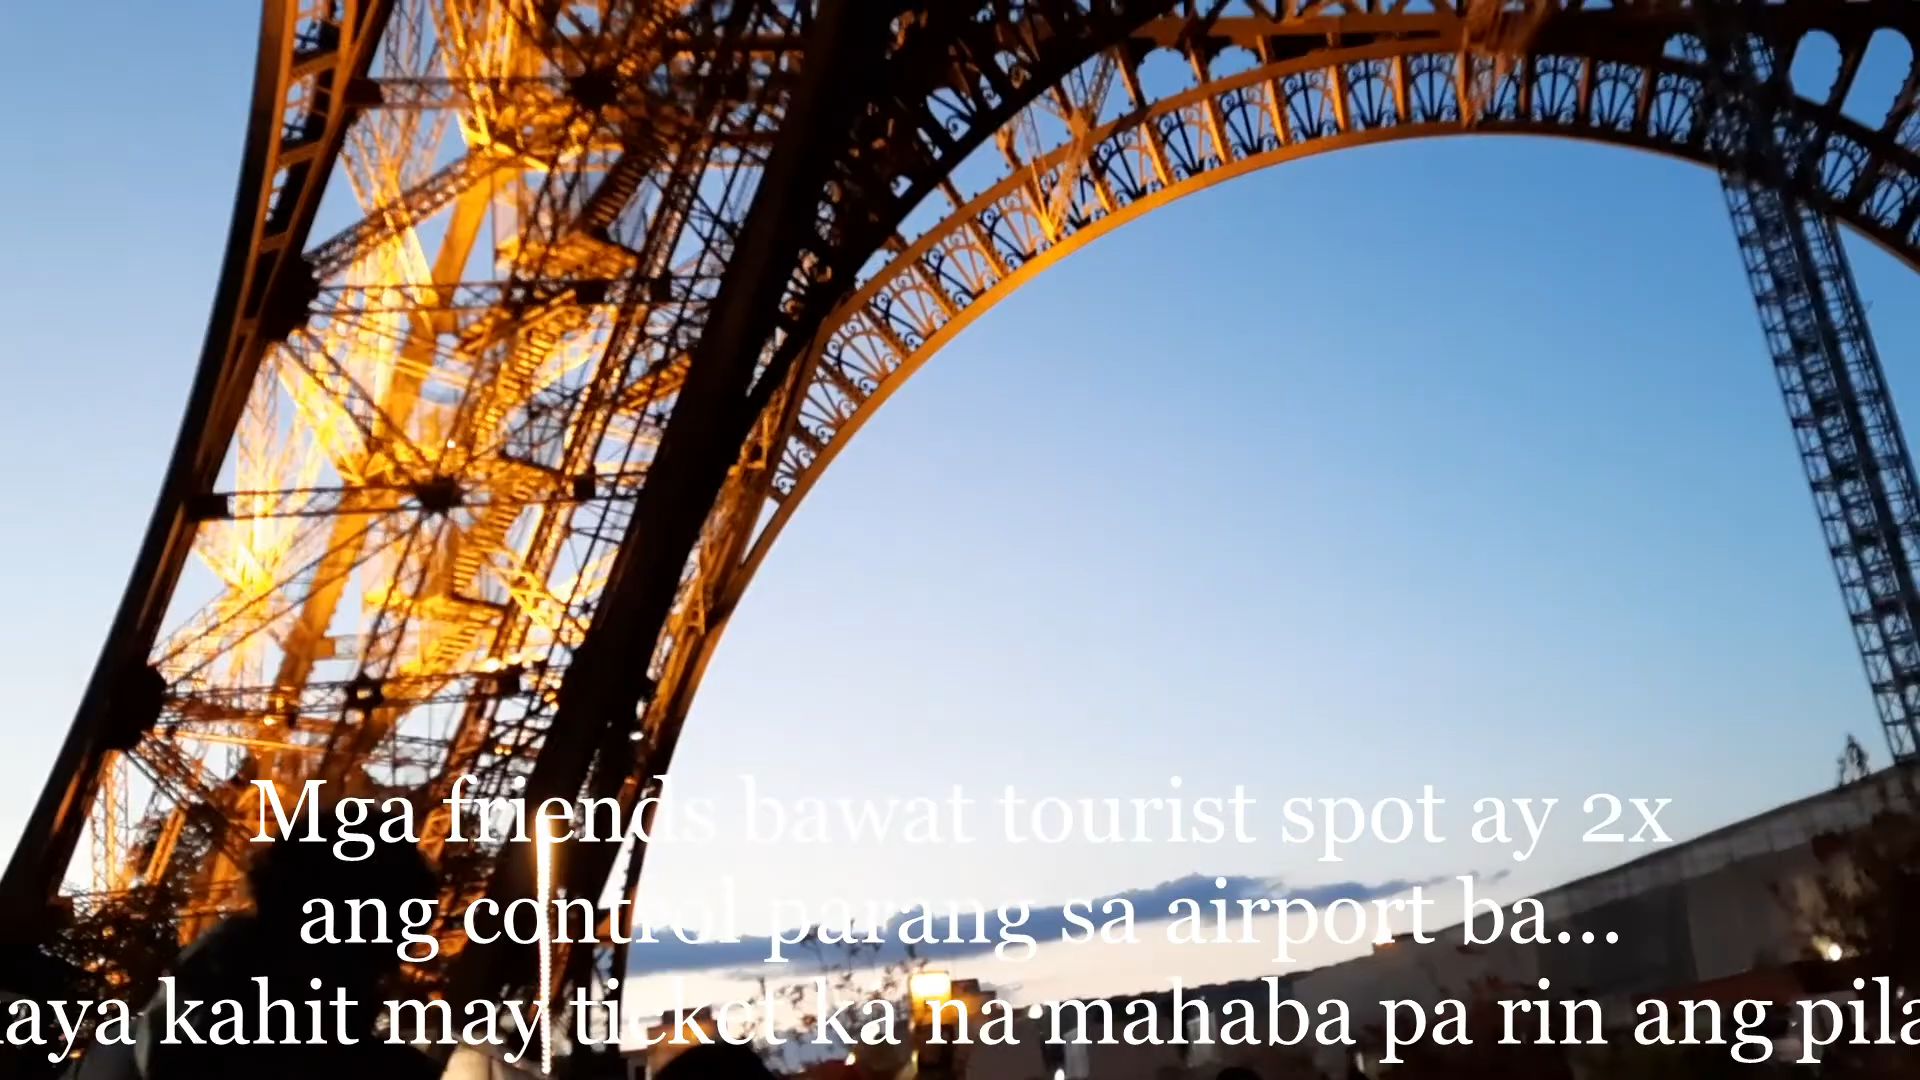 Mga friends bawat tourist spot ay 2x
ang control parang sa airport ba...
kaya kahit may ticket ka na mahaba pa rin ang pila